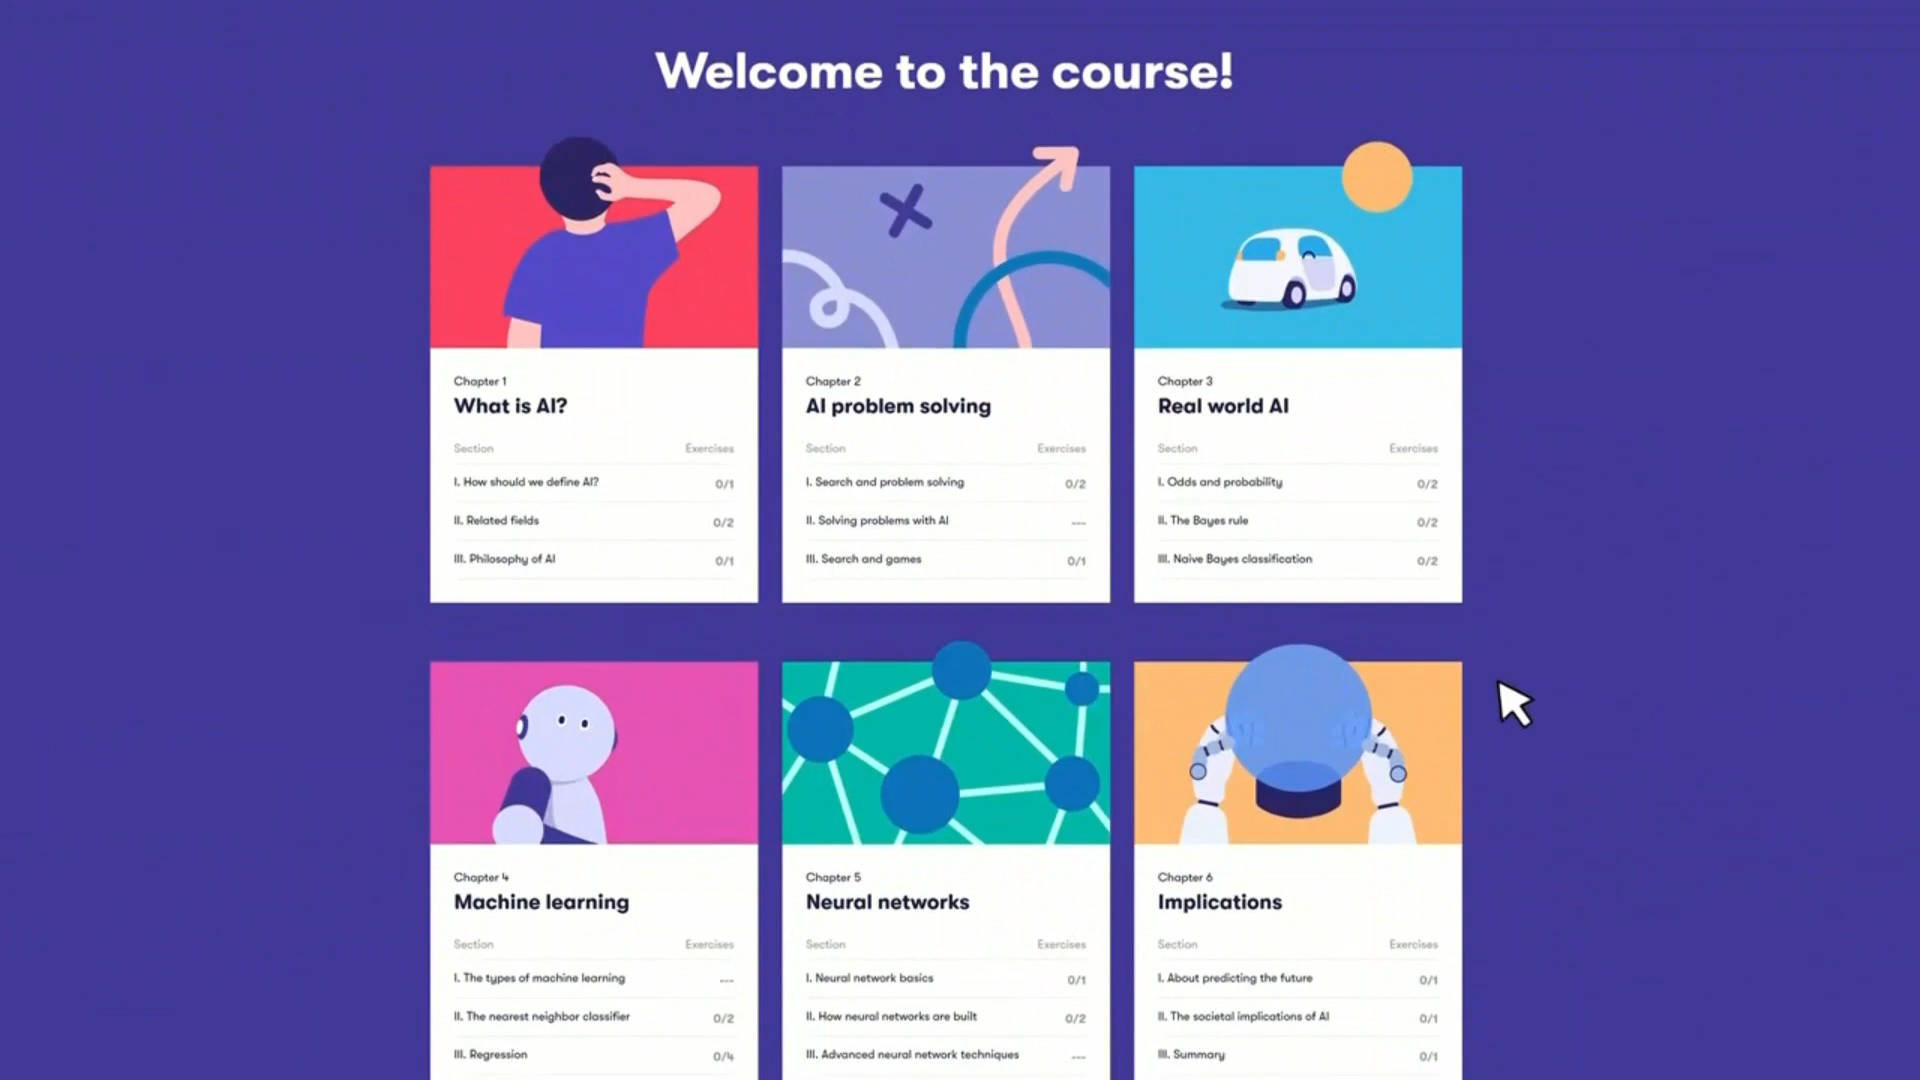 Welcome to the course!
Chapter 1
What is AI?
Section Exercises
I. How should we define AI? 0/1
II. Related fields 0/2
III. Philosophy of AI 0/1
Chapter 2
AI problem solving
Section Exercises
I. Search and problem solving 0/2
II. Solving problems with AI ---
III. Search and games 0/1
Chapter 3
Real world AI
Section Exercises
I. Odds and probability 0/2
II. The Bayes rule 0/2
III. Naive Bayes classification 0/2
Chapter 4
Machine learning
Section Exercises
I. The types of machine learning ---
II. The nearest neighbor classifier 0/2
III. Regression 0/4
Chapter 5
Neural networks
Section Exercises
I. Neural network basics 0/1
II. How neural networks are built 0/2
III. Advanced neural network techniques ---
Chapter 6
Implications
Section Exercises
I. About predicting the future 0/1
II. The societal implications of AI 0/1
III. Summary 0/1